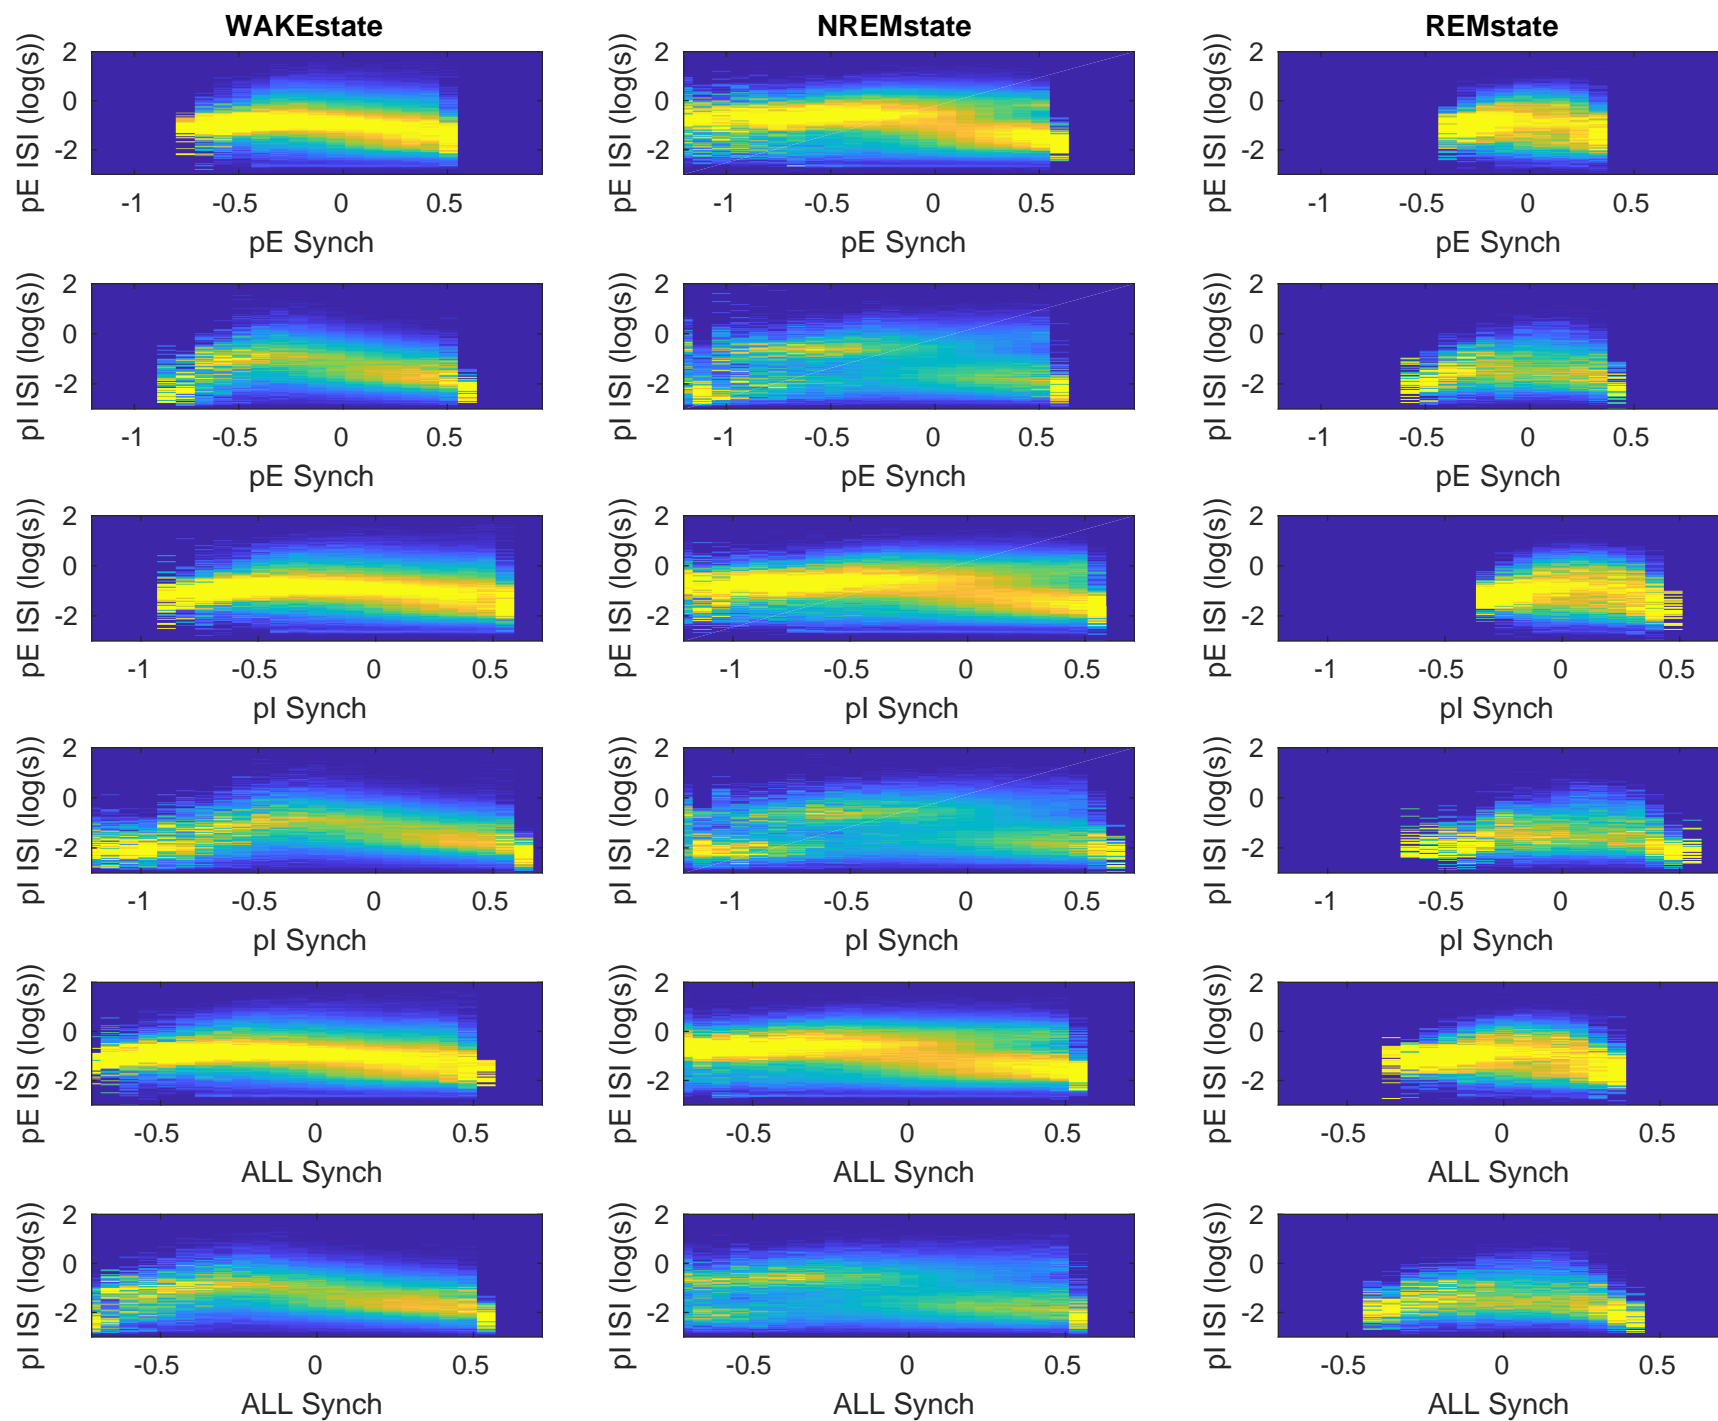 WAKEstate NREMstate REMstate
pE ISI (log(s)) 2 0 -2 pE ISI (log(s)) 2 0 -2 pE ISI (log(s)) 2 0 -2
-1 -0.5 0 0.5 -1 -0.5 0 0.5 -1 -0.5 0 0.5
pE Synch pE Synch pE Synch
pI ISI (log(s)) 2 0 -2 pI ISI (log(s)) 2 0 -2 pI ISI (log(s)) 2 0 -2
-1 -0.5 0 0.5 -1 -0.5 0 0.5 -1 -0.5 0 0.5
pE Synch pE Synch pE Synch
pE ISI (log(s)) 2 0 -2 pE ISI (log(s)) 2 0 -2 pE ISI (log(s)) 2 0 -2
-1 -0.5 0 0.5 -1 -0.5 0 0.5 -1 -0.5 0 0.5
pI Synch pI Synch pI Synch
pI ISI (log(s)) 2 0 -2 pI ISI (log(s)) 2 0 -2 pI ISI (log(s)) 2 0 -2
-1 -0.5 0 0.5 -1 -0.5 0 0.5 -1 -0.5 0 0.5
pI Synch pI Synch pI Synch
pE ISI (log(s)) 2 0 -2 pE ISI (log(s)) 2 0 -2 pE ISI (log(s)) 2 0 -2
-0.5 0 0.5 -0.5 0 0.5 -0.5 0 0.5
ALL Synch ALL Synch ALL Synch
pI ISI (log(s)) 2 0 -2 pI ISI (log(s)) 2 0 -2 pI ISI (log(s)) 2 0 -2
-0.5 0 0.5 -0.5 0 0.5 -0.5 0 0.5
ALL Synch ALL Synch ALL Synch